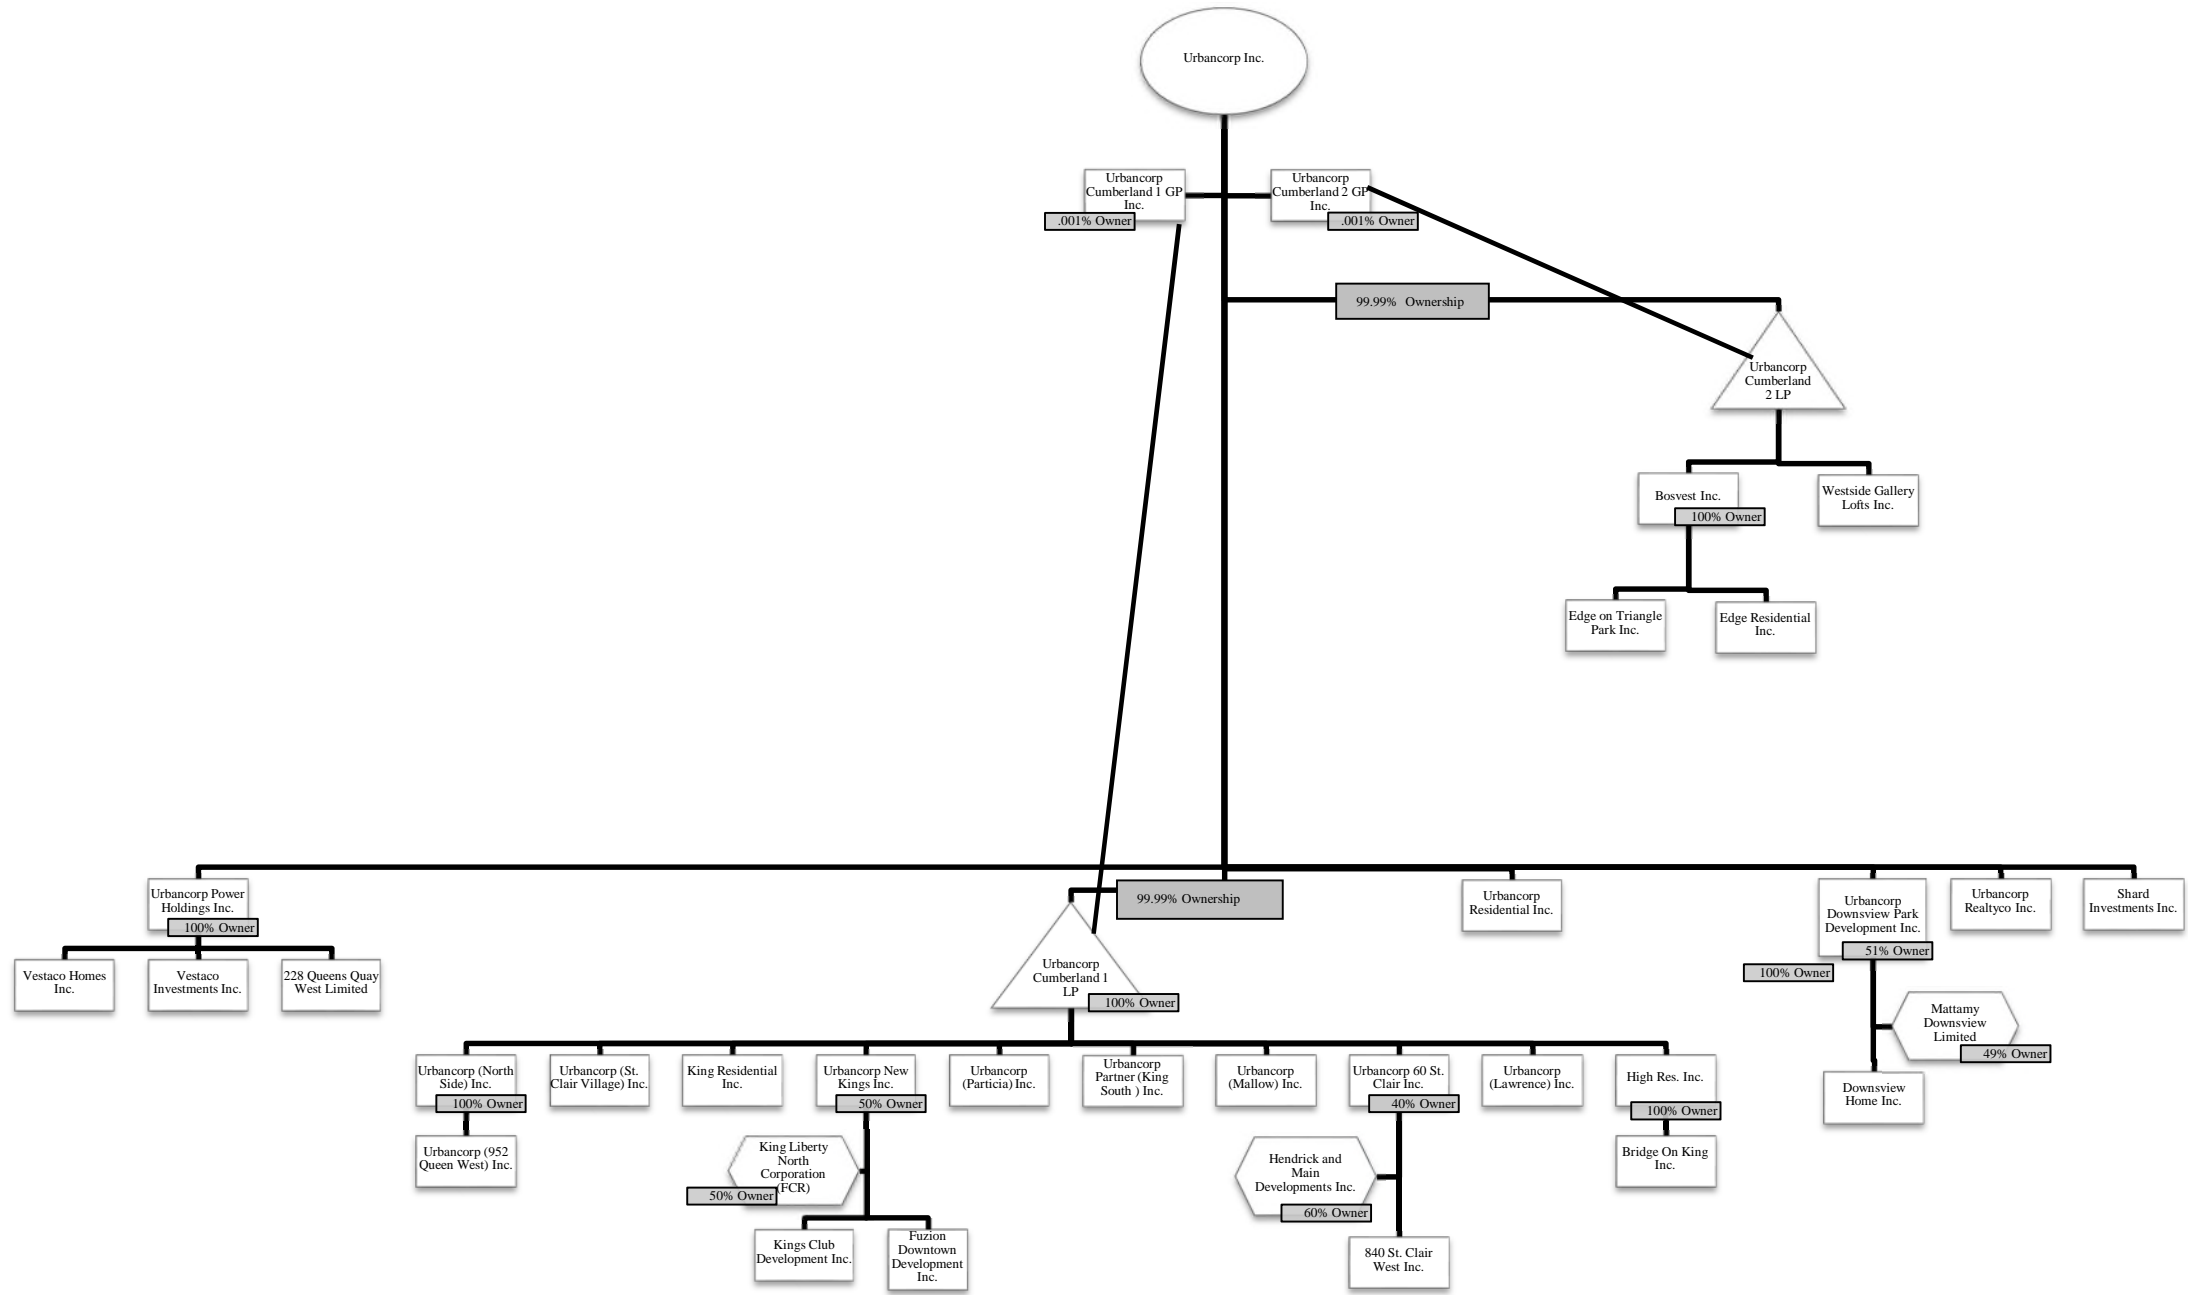 Urbancorp Inc.
Urbancorp
Cumberland 1 GP
Inc.
.001% Owner
Urbancorp
Cumberland 2 GP
Inc.
.001% Owner
99.99% Ownership
Urbancorp
Cumberland
2 LP
Bosvest Inc.
100% Owner
Westside Gallery
Lofts Inc.
Edge on Triangle
Park Inc.
Edge Residential
Inc.
Urbancorp Power
Holdings Inc.
100% Owner
Vestaco Homes
Inc.
Vestaco
Investments Inc.
228 Queens Quay
West Limited
99.99% Ownership
Urbancorp
Cumberland 1
LP
100% Owner
Urbancorp
Residential Inc.
Urbancorp
Downsview Park
Development Inc.
51% Owner
100% Owner
Urbancorp
Realtyco Inc.
Shard
Investments Inc.
Mattamy
Downsview
Limited
49% Owner
Downsview
Home Inc.
Urbancorp (North
Side) Inc.
100% Owner
Urbancorp (952
Queen West) Inc.
Urbancorp (St.
Clair Village) Inc.
King Residential
Inc.
Urbancorp New
Kings Inc.
50% Owner
King Liberty
North
Corporation
(FCR)
50% Owner
Kings Club
Development Inc.
Fuzion
Downtown
Development
Inc.
Urbancorp
(Particia) Inc.
Urbancorp
Partner (King
South ) Inc.
Urbancorp
(Mallow) Inc.
Urbancorp 60 St.
Clair Inc.
40% Owner
Hendrick and
Main
Developments Inc.
60% Owner
840 St. Clair
West Inc.
Urbancorp
(Lawrence) Inc.
High Res. Inc.
100% Owner
Bridge On King
Inc.